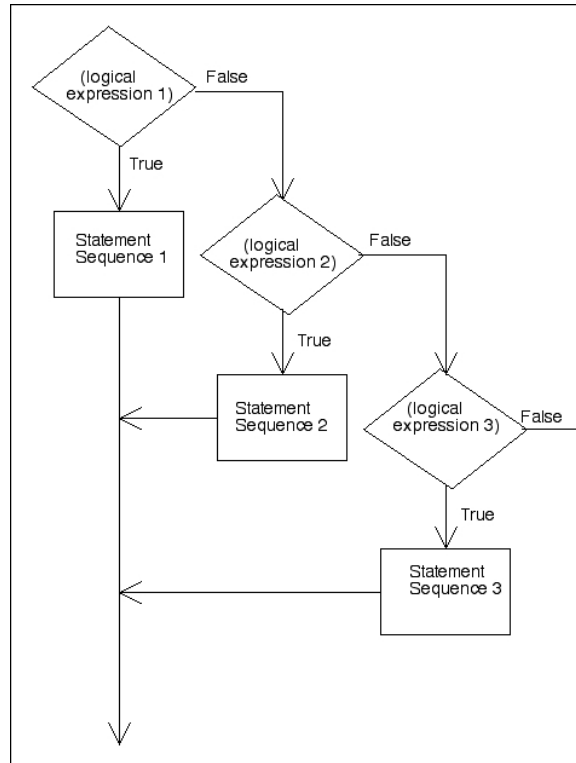 (logical
expression 1)
False
True
Statement
Sequence 1
(logical
expression 2)
False
True
Statement
Sequence 2
(logical
expression 3)
False
True
Statement
Sequence 3